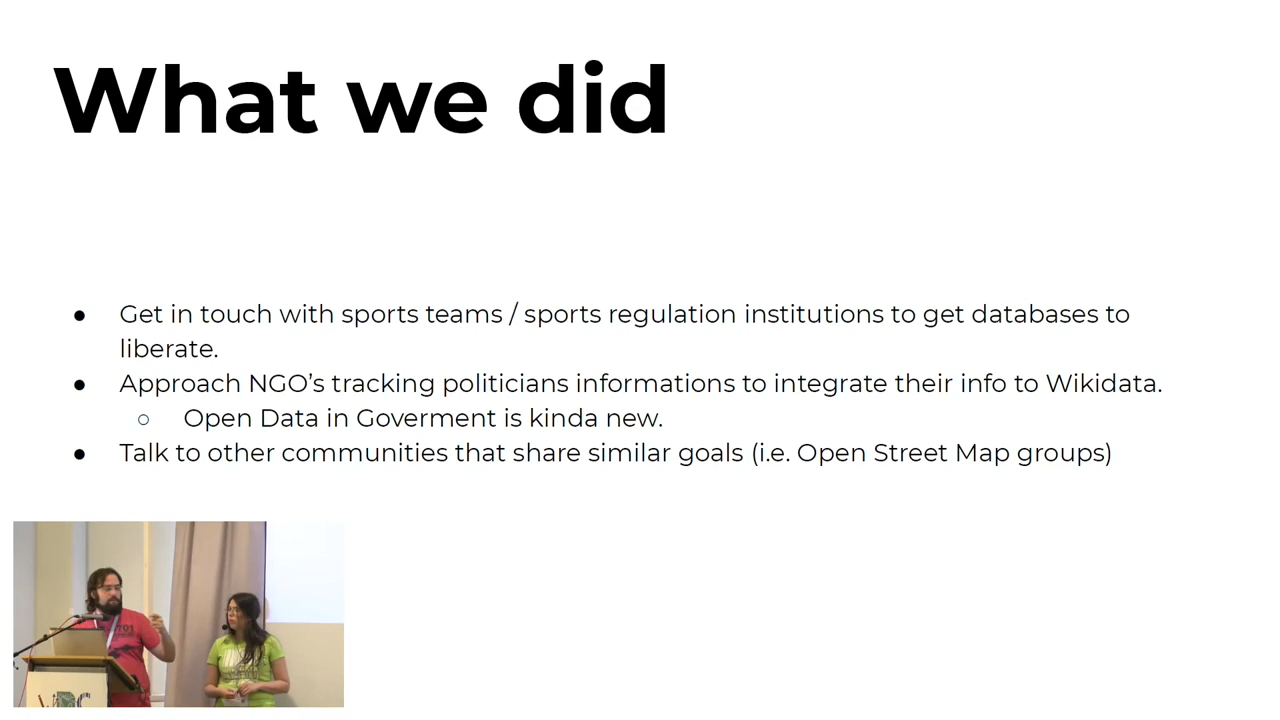 What we did
● Get in touch with sports teams / sports regulation institutions to get databases to
liberate.
● Approach NGO’s tracking politicians informations to integrate their info to Wikidata.
○ Open Data in Goverment is kinda new.
● Talk to other communities that share similar goals (i.e. Open Street Map groups)